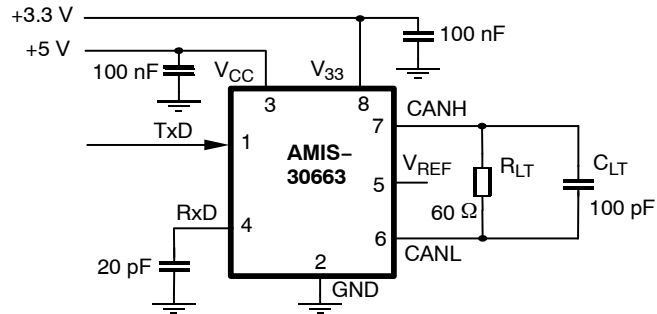 +3.3 V
100 nF
+5 V
100 nF
VCC
V33
3
8
7
CANH
TxD
1
AMIS–
30663
VREF
5
RLT
CLT
60 Ω
100 pF
RxD
4
6
CANL
20 pF
2
GND